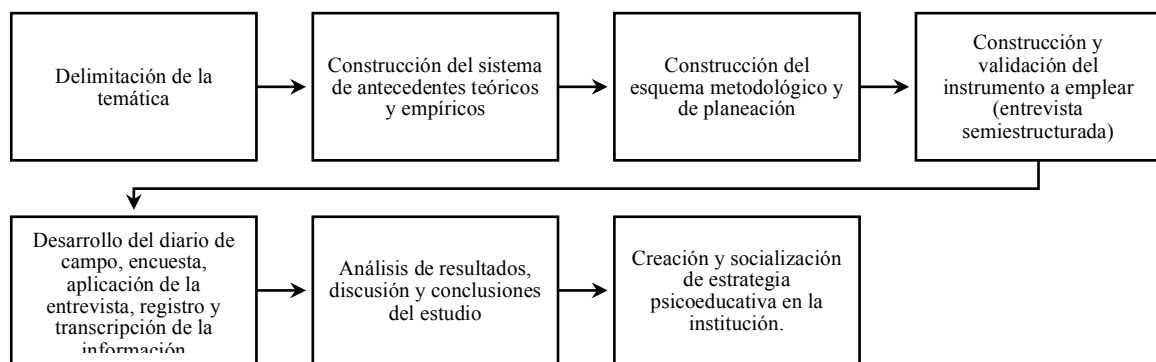 Delimitación de la
temática
Construcción del sistema
de antecedentes teóricos
y empíricos
Construcción del
esquema metodológico y
de planeación
Construcción y
validación del
instrumento a emplear
(entrevista
semiestructurada)
Desarrollo del diario de
campo, encuesta,
aplicación de la
entrevista, registro y
transcripción de la
información
Análisis de resultados,
discusión y conclusiones
del estudio
Creación y socialización
de estrategia
psicoeducativa en la
institución.